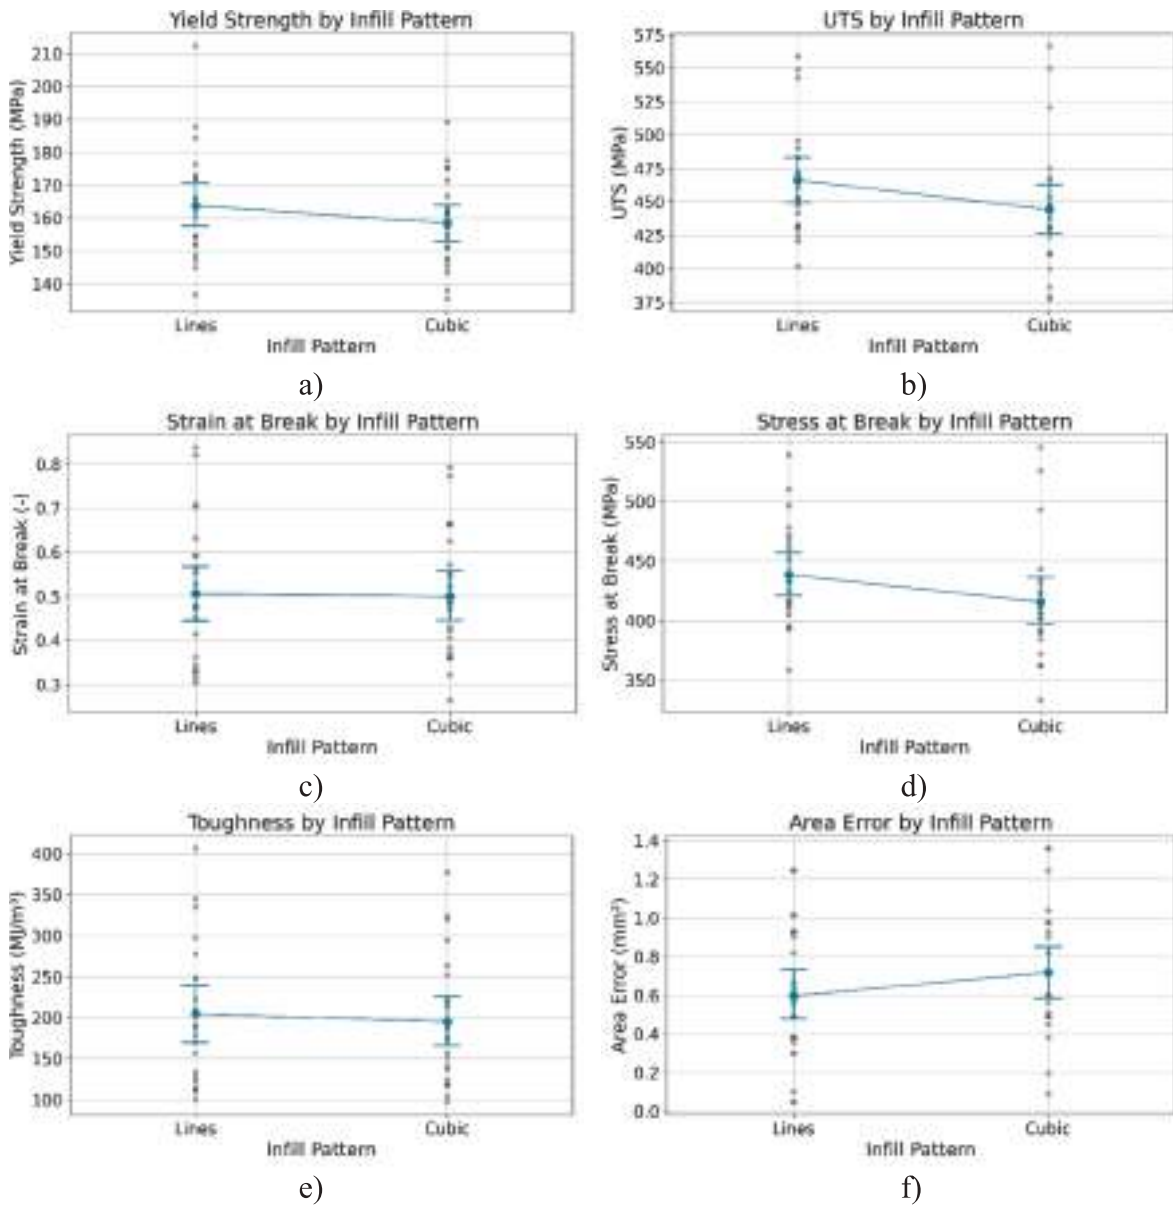 Yield Strength by Infill Pattern
Yield Strength (MPa)
210
200
190
180
170
160
150
140
Lines
Cubic
Infill Pattern
a)
UTS by Infill Pattern
UTS (MPa)
575
550
525
500
475
450
425
400
375
Lines
Cubic
Infill Pattern
b)
Strain at Break by Infill Pattern
Strain at Break (-)
0.8
0.7
0.6
0.5
0.4
0.3
Lines
Cubic
Infill Pattern
c)
Stress at Break by Infill Pattern
Stress at Break (MPa)
550
500
450
400
350
Lines
Cubic
Infill Pattern
d)
Toughness by Infill Pattern
Toughness (MJ/m³)
400
350
300
250
200
150
100
Lines
Cubic
Infill Pattern
e)
Area Error by Infill Pattern
Area Error (mm²)
1.4
1.2
1.0
0.8
0.6
0.4
0.2
0.0
Lines
Cubic
Infill Pattern
f)